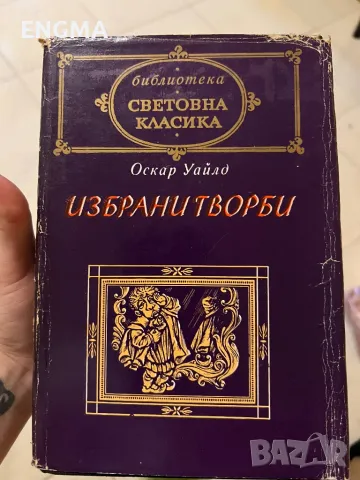 ENGMA
библиотека
СВЕТОВНА
КЛАСИКА
Оскар Уайлд
ИЗБРАНИ ТВОРБИ
BAZAR
bg